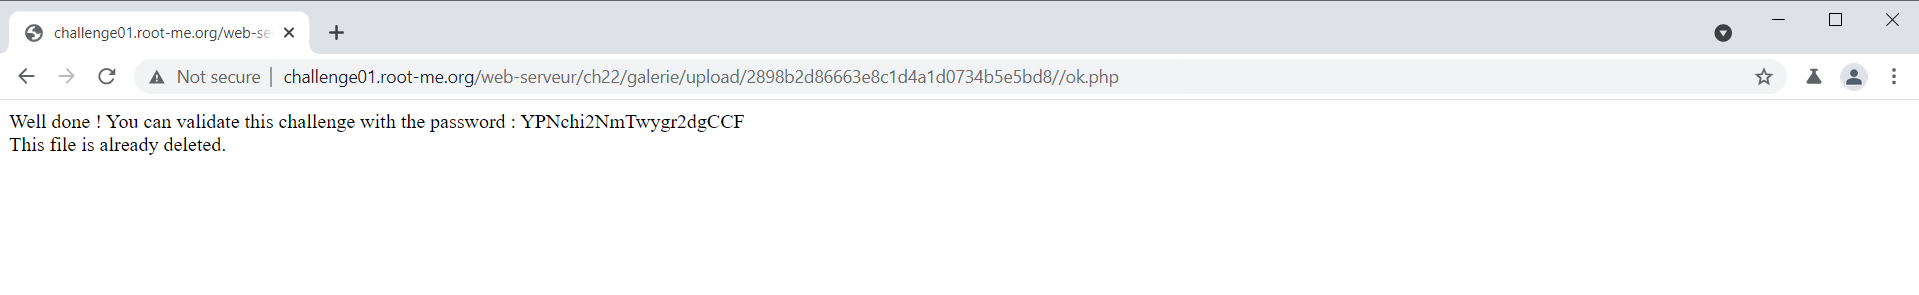 challenge01.root-me.org/web-se
Not secure | challenge01.root-me.org/web-serveur/ch22/galerie/upload/2898b2d86663e8c1d4a1d0734b5e5bd8//ok.php
Well done ! You can validate this challenge with the password : YPNchi2NmTwygr2dgCCF
This file is already deleted.